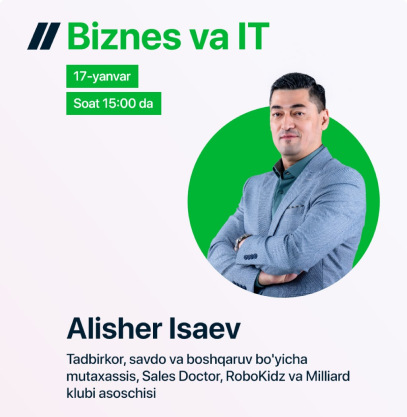 Biznes va IT
17-yanvar
Soat 15:00 da
Alisher Isaev
Tadbirkor, savdo va boshqaruv bo'yicha
mutaxassis, Sales Doctor, RoboKidz va Milliard
klubi asoschisi